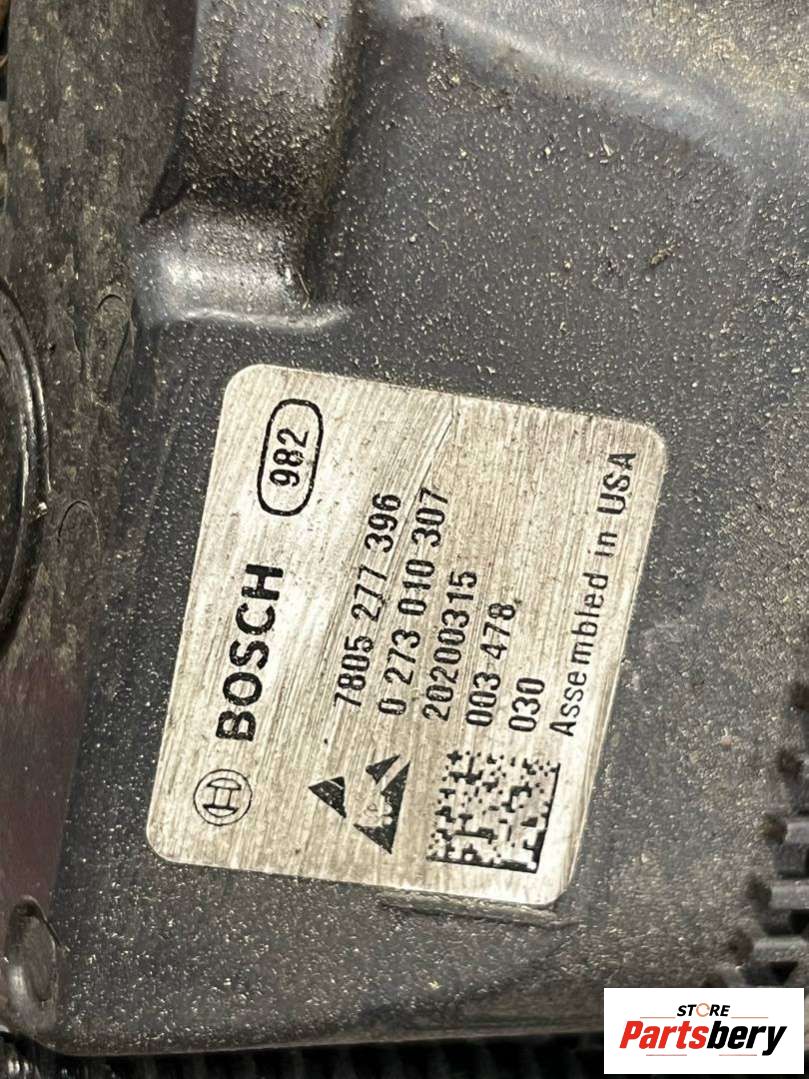 BOSCH 982
7805 277 396
0 273 010 307
20200315
003 478
030
Assembled in USA
STORE
Partsbery